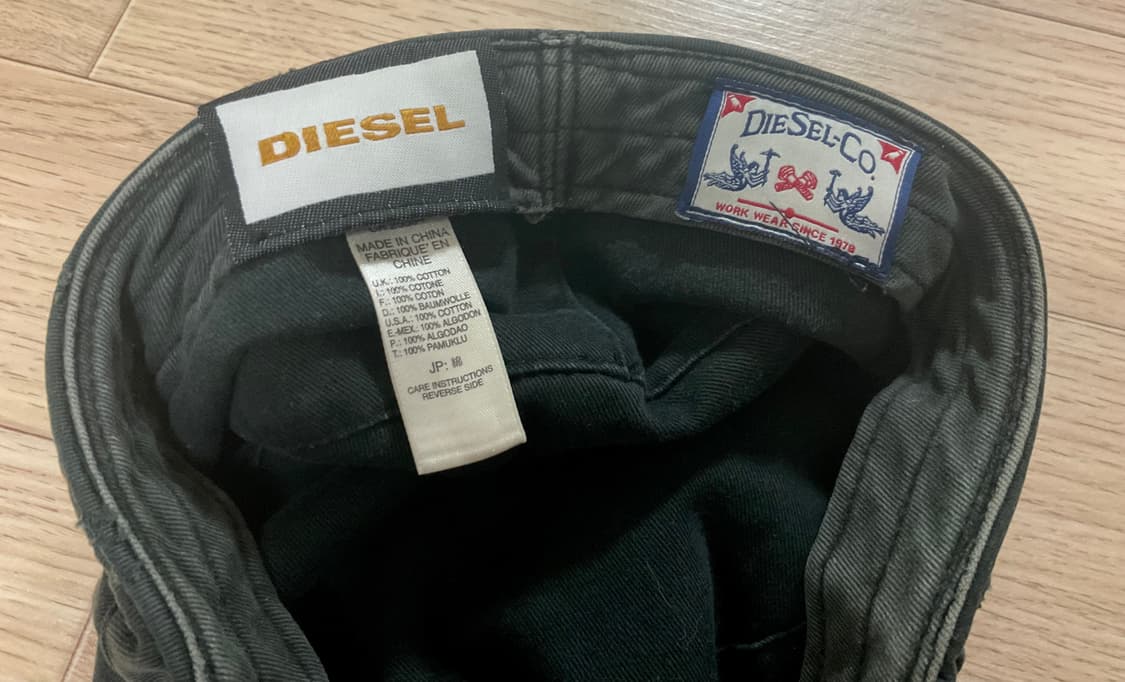 DIESEL
MADE IN CHINA
FABRIQUE' EN
CHINE
U.K.: 100% COTTON
I.: 100% COTONE
F.: 100% COTON
D.: 100% BAUMWOLLE
U.S.A.: 100% COTTON
E-MEX.: 100% ALGODON
P.: 100% ALGODAO
T.: 100% PAMUKLU
JP: 綿
CARE INSTRUCTIONS
REVERSE SIDE
DIESEL-CO.
WORK WEAR SINCE 1978